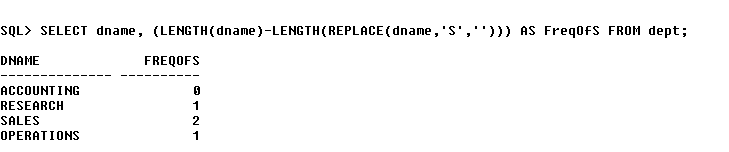 SQL> SELECT dname, (LENGTH(dname)-LENGTH(REPLACE(dname,'S',''))) AS FreqOfS FROM dept;
DNAME FREQOFS
-------------- ----------
ACCOUNTING 0
RESEARCH 1
SALES 2
OPERATIONS 1